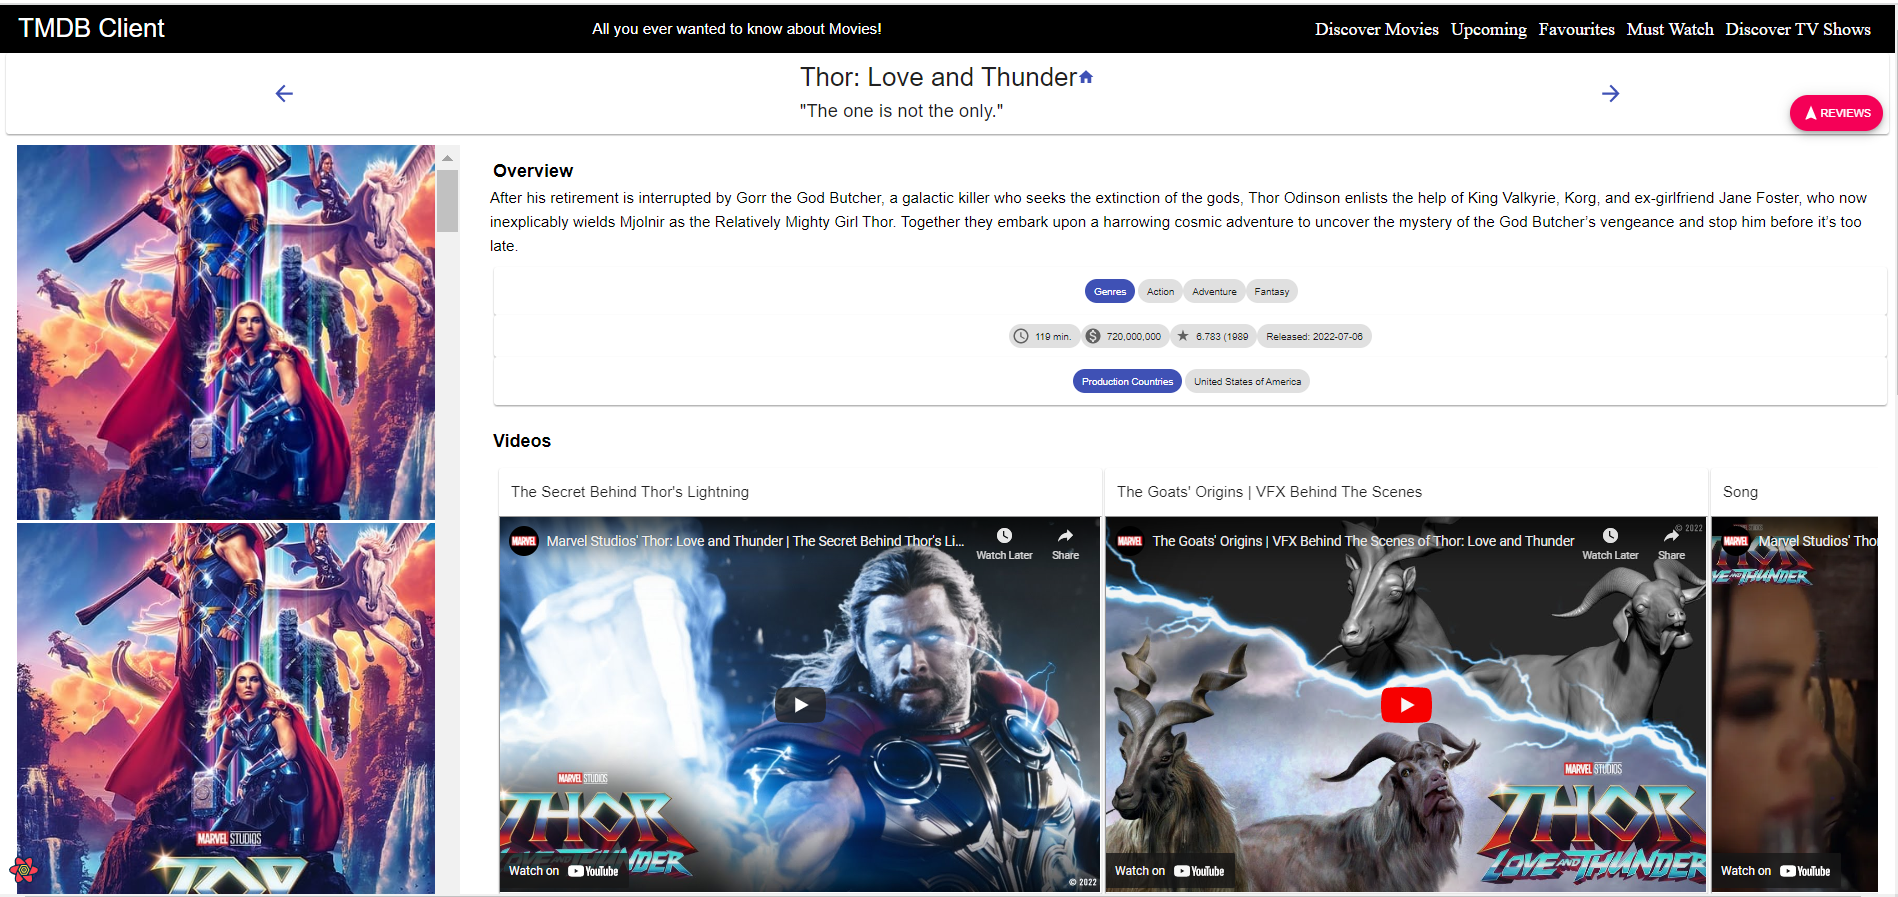 TMDB Client
All you ever wanted to know about Movies!
Discover Movies Upcoming Favourites Must Watch Discover TV Shows
Thor: Love and Thunder
"The one is not the only."
REVIEWS
Overview
After his retirement is interrupted by Gorr the God Butcher, a galactic killer who seeks the extinction of the gods, Thor Odinson enlists the help of King Valkyrie, Korg, and ex-girlfriend Jane Foster, who now
inexplicably wields Mjolnir as the Relatively Mighty Girl Thor. Together they embark upon a harrowing cosmic adventure to uncover the mystery of the God Butcher’s vengeance and stop him before it’s too
late.
Genres Action Adventure Fantasy
119 min. $ 720,000,000 6.783 (1989 Released: 2022-07-06
Production Countries United States of America
Videos
The Secret Behind Thor's Lightning
MARVEL Marvel Studios' Thor: Love and Thunder | The Secret Behind Thor's Li...
Watch Later Share
MARVEL STUDIOS
THOR
LOVE AND THUNDER
Watch on YouTube
© 2022
The Goats' Origins | VFX Behind The Scenes
© 2022
MARVEL The Goats' Origins | VFX Behind The Scenes of Thor: Love and Thunder
Watch Later Share
MARVEL STUDIOS
THOR
LOVE AND THUNDER
Watch on YouTube
Song
MARVEL Marvel Studios' Tho
THOR
VE AND THUNDER
Watch on YouTube
MARVEL STUDIOS